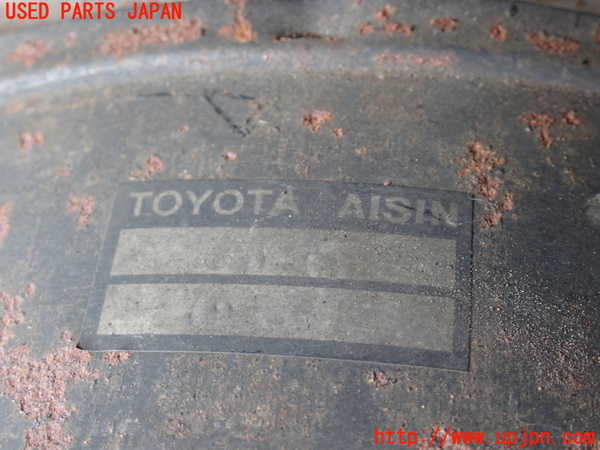 USED PARTS JAPAN
TOYOTA AISIN
http://www.upjpn.com/